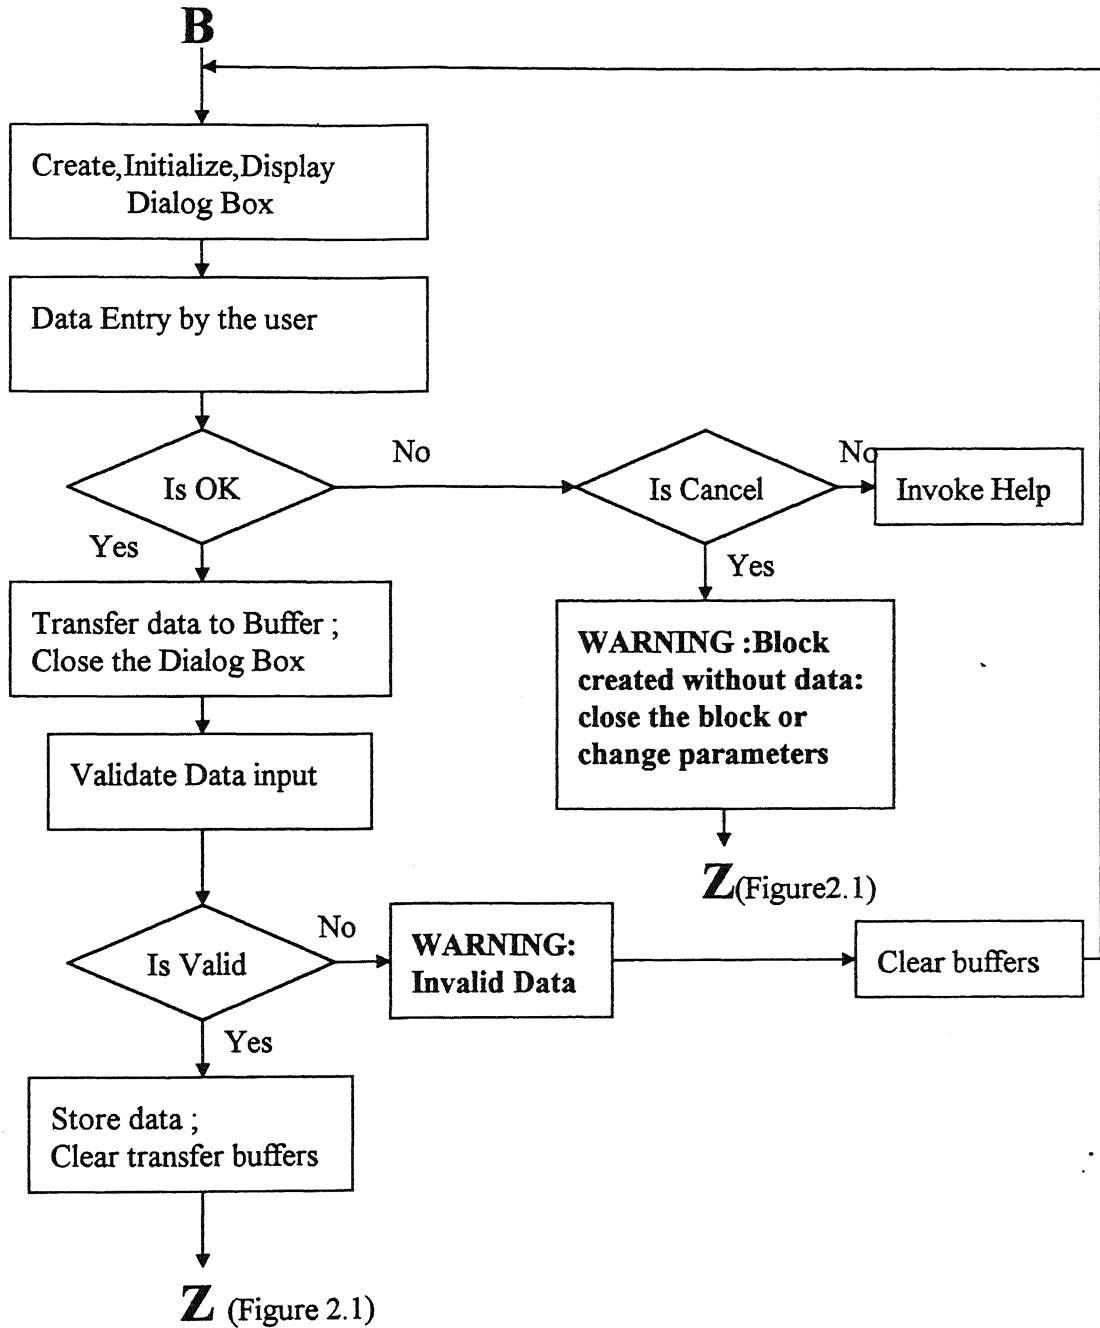 B
Create,Initialize,Display
Dialog Box
Data Entry by the user
Is OK
No
Is Cancel
No
Invoke Help
Yes
Yes
Transfer data to Buffer ;
Close the Dialog Box
WARNING :Block
created without data:
close the block or
change parameters
Validate Data input
Z(Figure2.1)
Is Valid
No
WARNING:
Invalid Data
Clear buffers
Yes
Store data ;
Clear transfer buffers
Z (Figure 2.1)